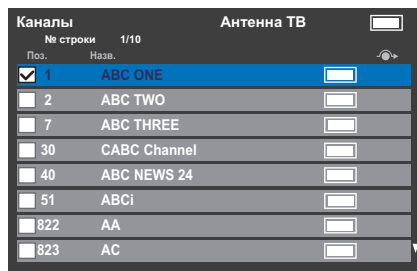 Каналы Антенна ТВ
№ строки 1/10
Поз. Назв.
1 ABC ONE
2 ABC TWO
7 ABC THREE
30 CABC Channel
40 ABC NEWS 24
51 ABCi
822 AA
823 AC